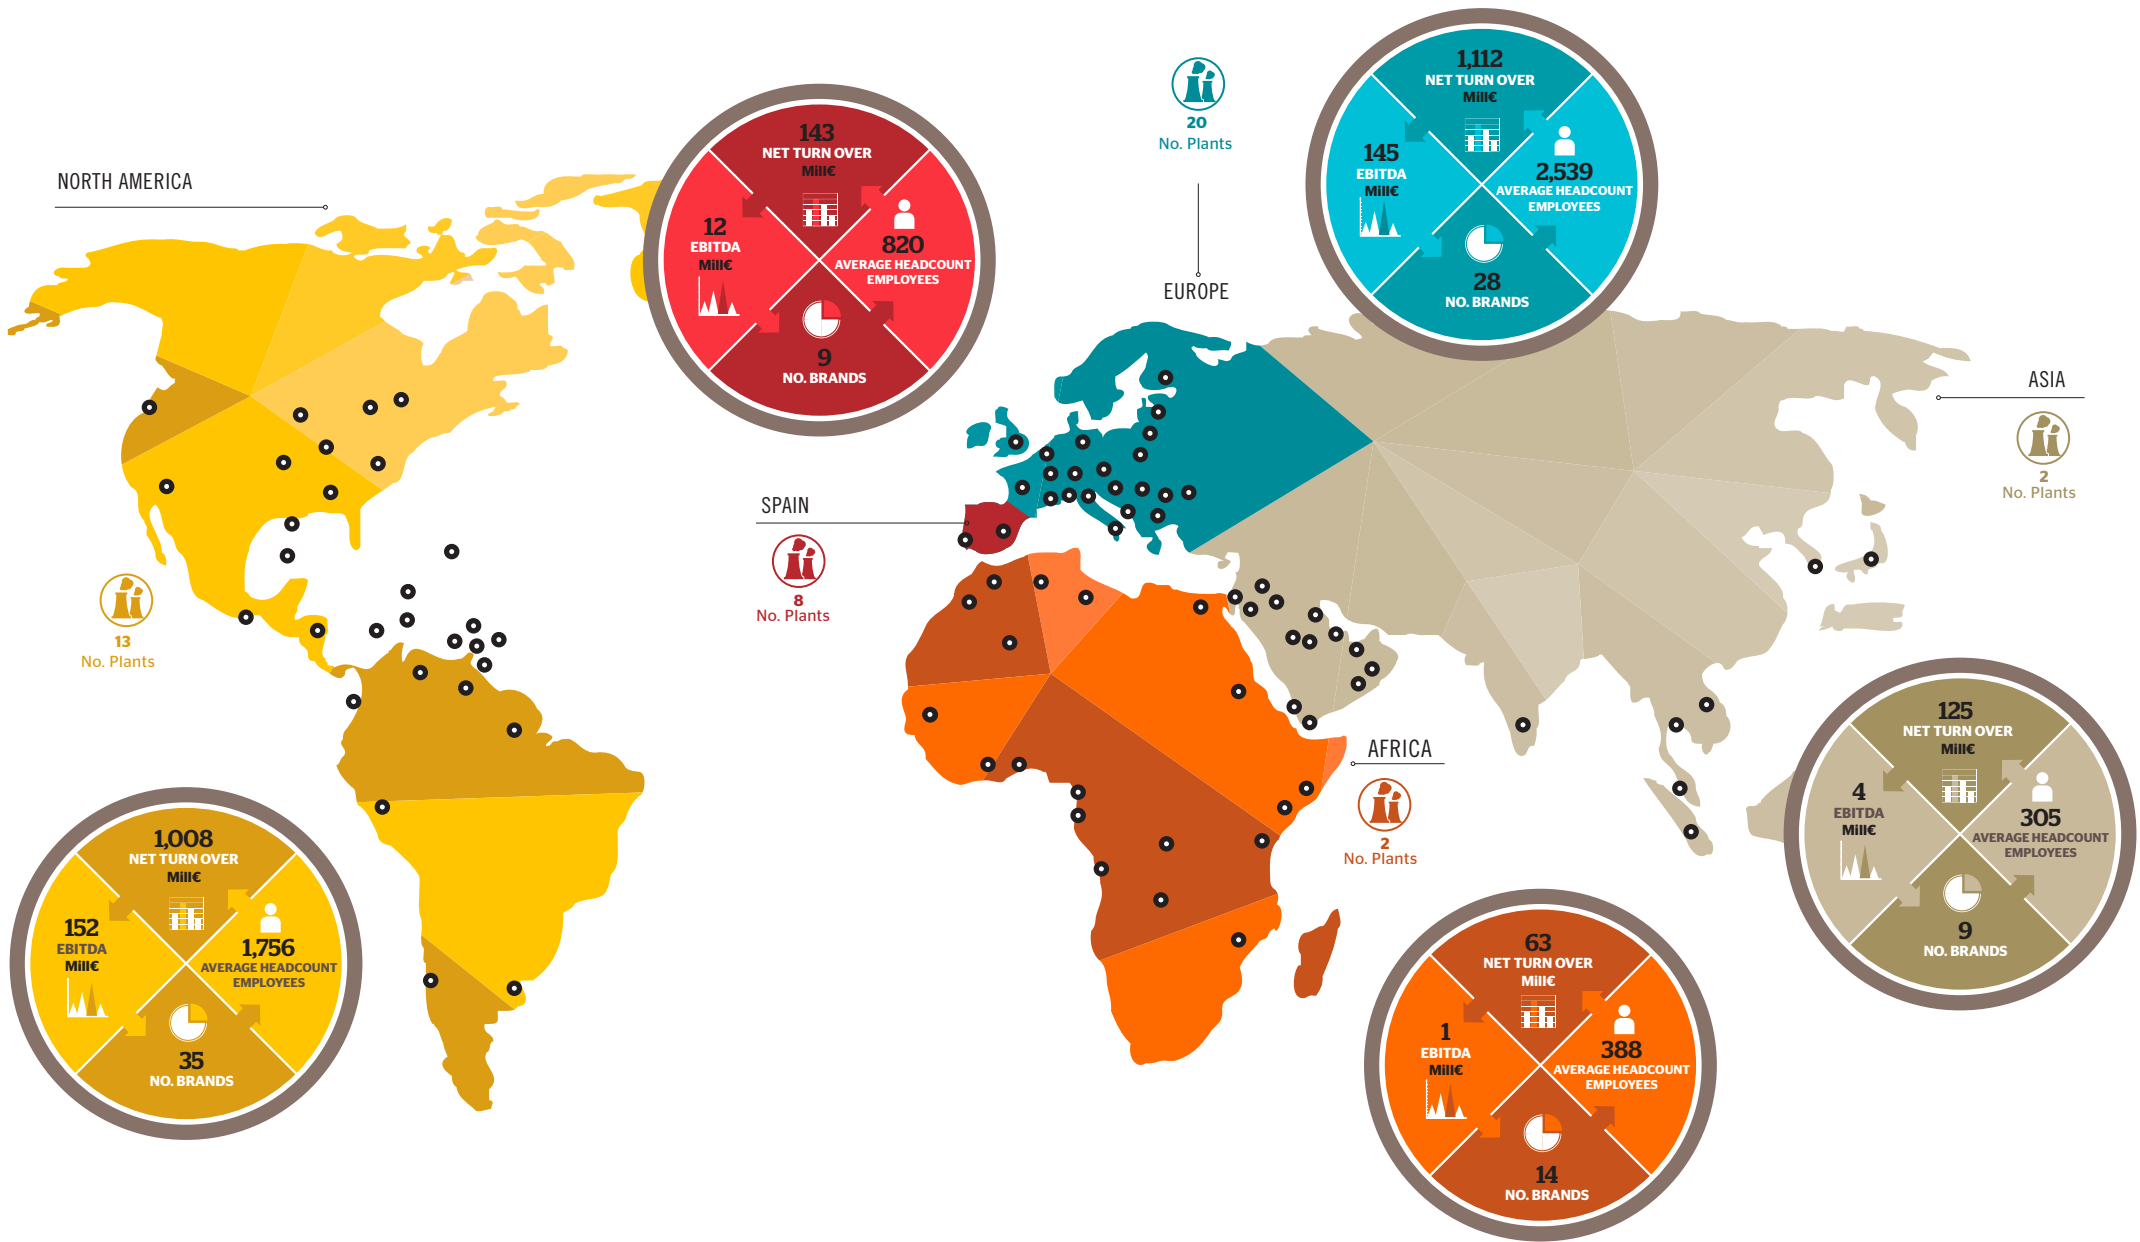 NORTH AMERICA
13
No. Plants
1,008
NET TURN OVER
Mill€
152
EBITDA
Mill€
1,756
AVERAGE HEADCOUNT
EMPLOYEES
35
NO. BRANDS
143
NET TURN OVER
Mill€
12
EBITDA
Mill€
820
AVERAGE HEADCOUNT
EMPLOYEES
9
NO. BRANDS
SPAIN
8
No. Plants
20
No. Plants
EUROPE
1,112
NET TURN OVER
Mill€
145
EBITDA
Mill€
2,539
AVERAGE HEADCOUNT
EMPLOYEES
28
NO. BRANDS
ASIA
2
No. Plants
125
NET TURN OVER
Mill€
4
EBITDA
Mill€
305
AVERAGE HEADCOUNT
EMPLOYEES
9
NO. BRANDS
AFRICA
2
No. Plants
63
NET TURN OVER
Mill€
1
EBITDA
Mill€
388
AVERAGE HEADCOUNT
EMPLOYEES
14
NO. BRANDS